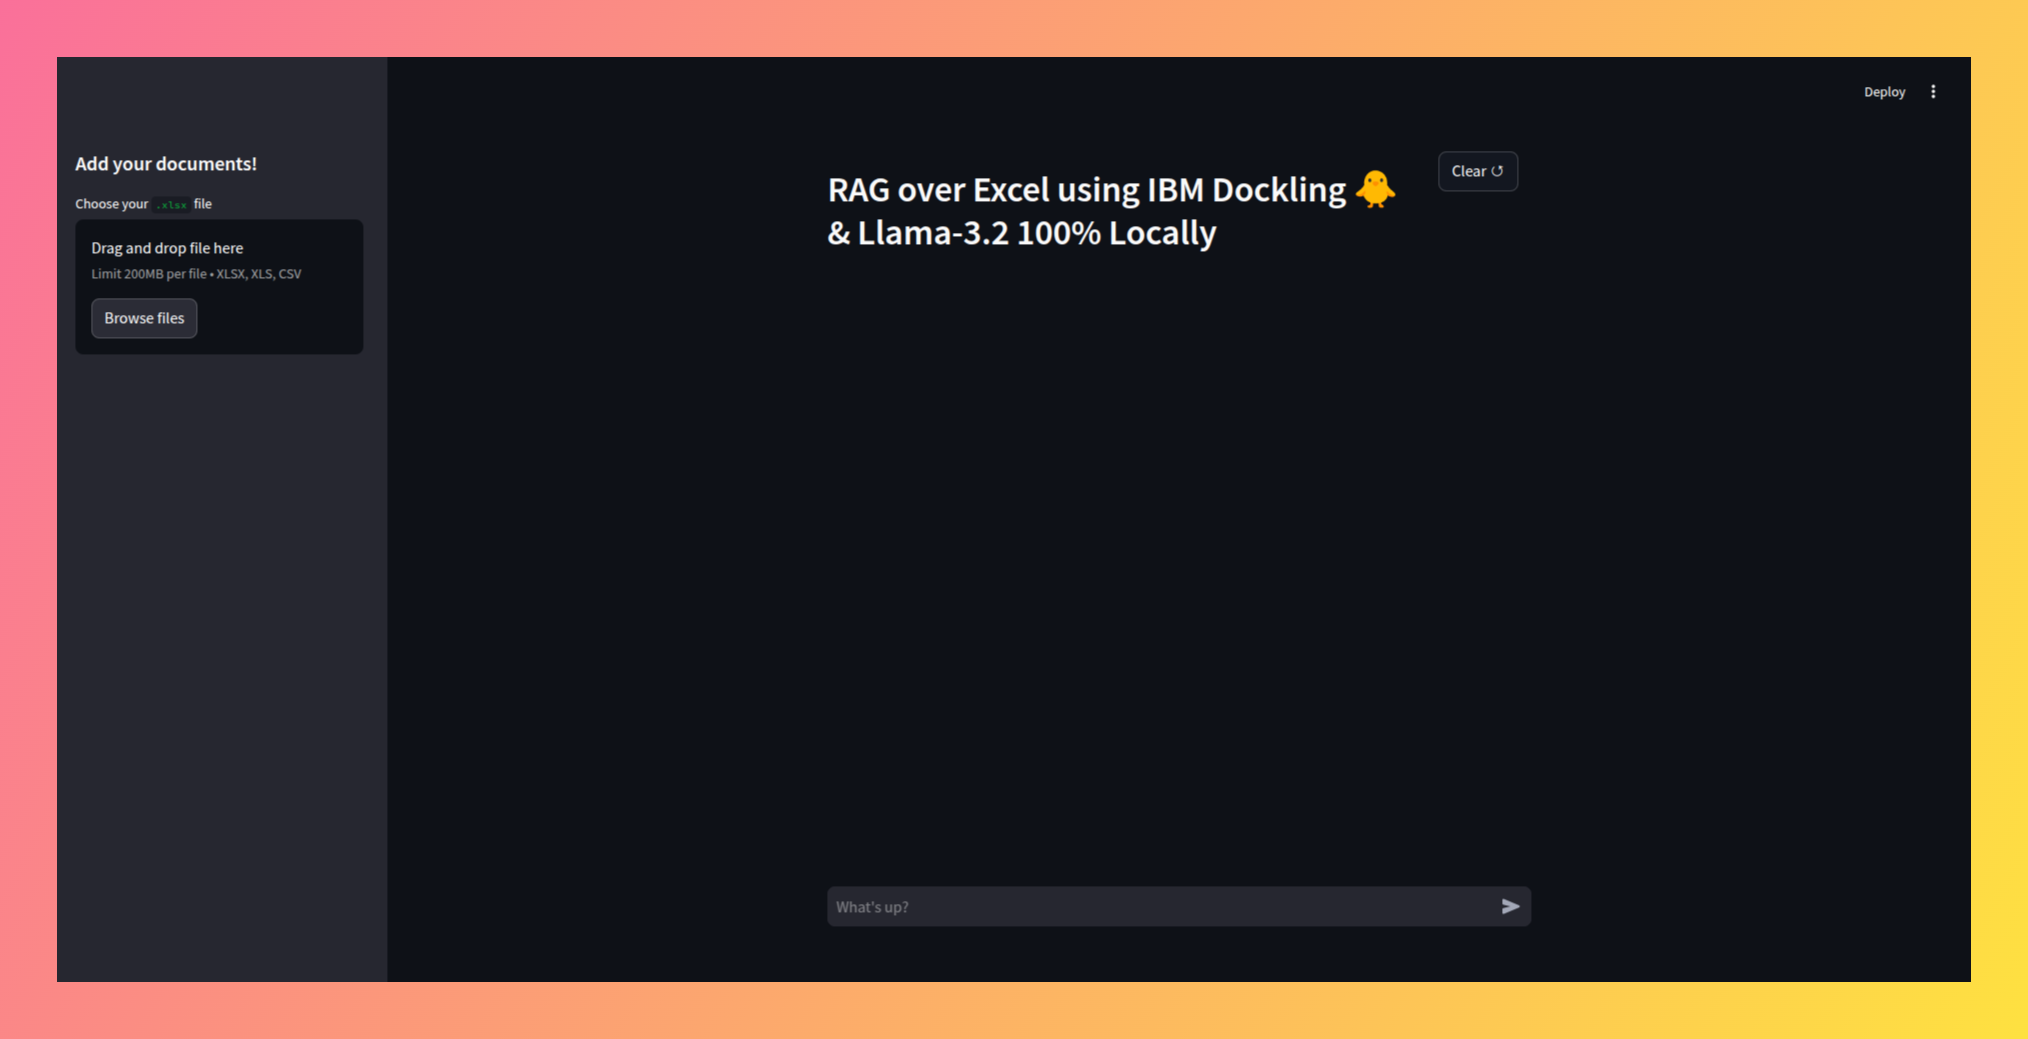 Deploy
Add your documents!
Choose your .xlsx file
Drag and drop file here
Limit 200MB per file • XLSX, XLS, CSV
Browse files
RAG over Excel using IBM Dockling 🐥
& Llama-3.2 100% Locally
Clear ↺
What's up?